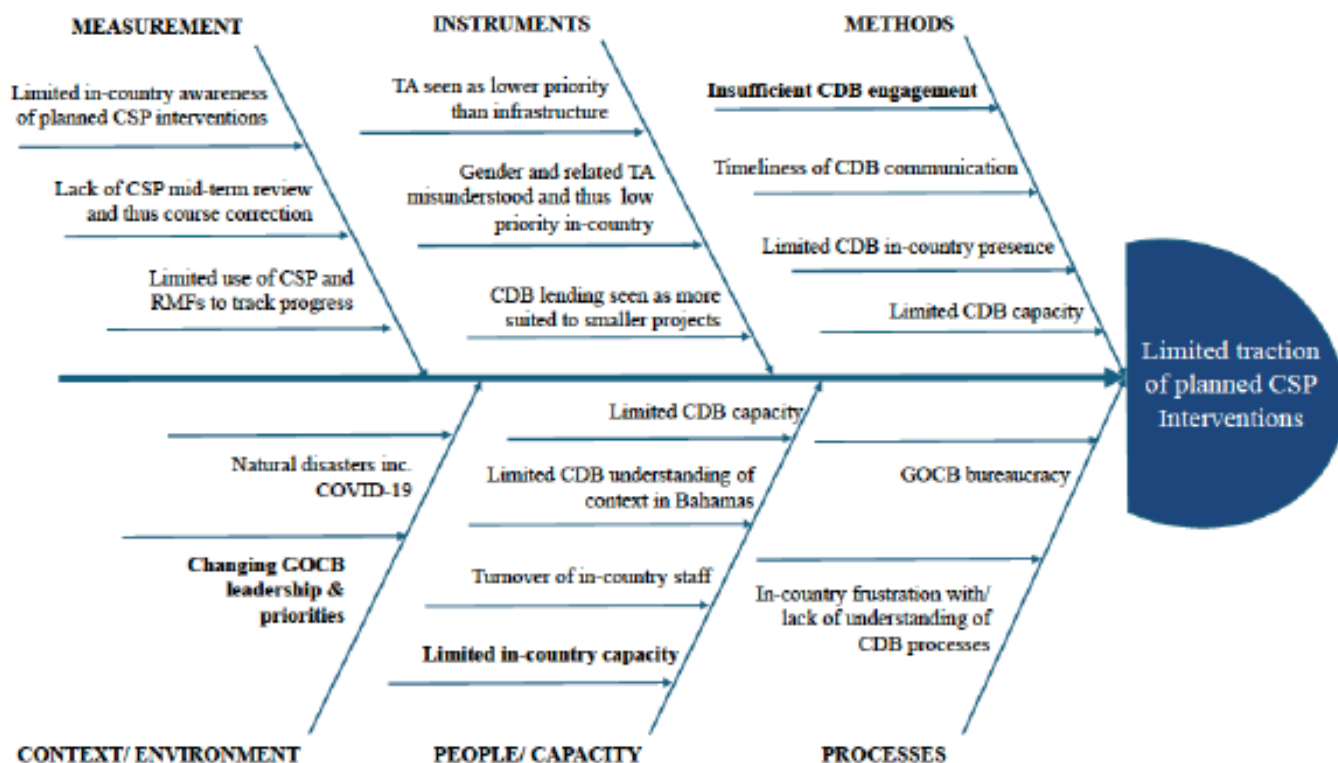 MEASUREMENT
Limited in-country awareness
of planned CSP interventions
Lack of CSP mid-term review
and thus course correction
Limited use of CSP and
RMFs to track progress
INSTRUMENTS
TA seen as lower priority
than infrastructure
Gender and related TA
misunderstood and thus low
priority in-country
CDB lending seen as more
suited to smaller projects
METHODS
Insufficient CDB engagement
Timeliness of CDB communication
Limited CDB in-country presence
Limited CDB capacity
Limited traction
of planned CSP
Interventions
Natural disasters inc.
COVID-19
Changing GOCB
leadership &
priorities
CONTEXT/ ENVIRONMENT
Limited CDB capacity
Limited CDB understanding of
context in Bahamas
Turnover of in-country staff
Limited in-country capacity
PEOPLE/ CAPACITY
GOCB bureaucracy
In-country frustration with/
lack of understanding of
CDB processes
PROCESSES